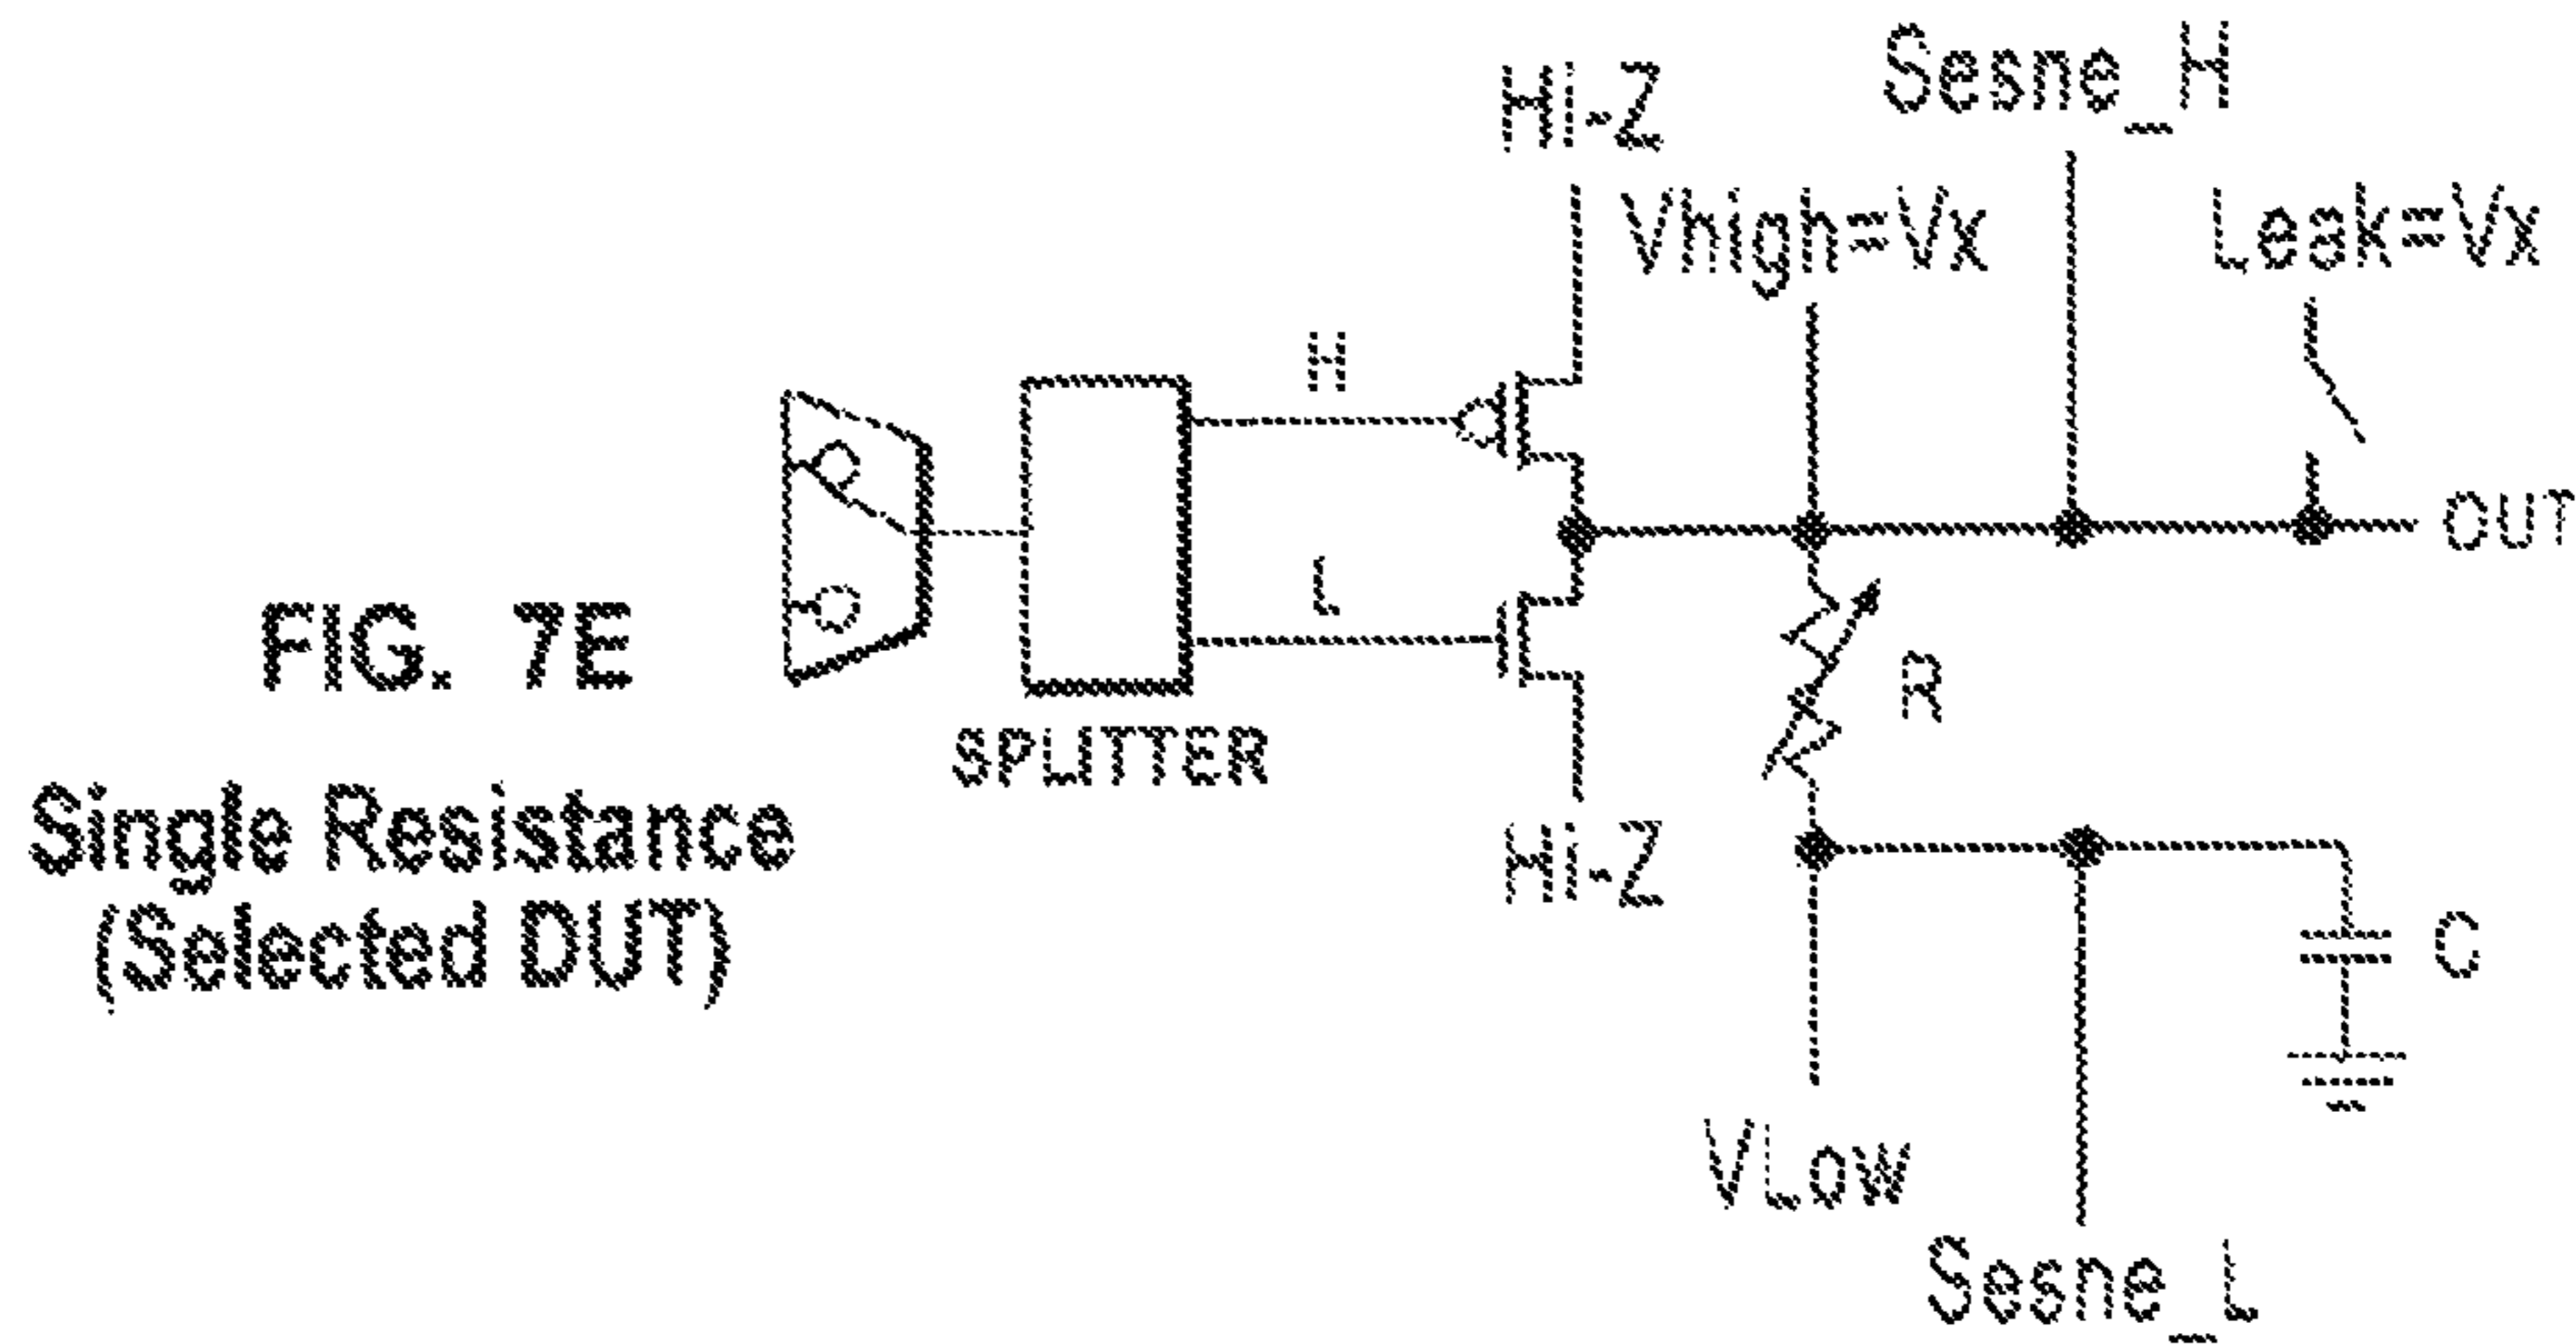 Sesne_H
Hi-Z
Vhigh=Vx
Leak=Vx
H
OUT
L
FIG. 7E
R
SPLITTER
Single Resistance
(Selected DUT)
Hi-Z
C
VLow
Sesne_L